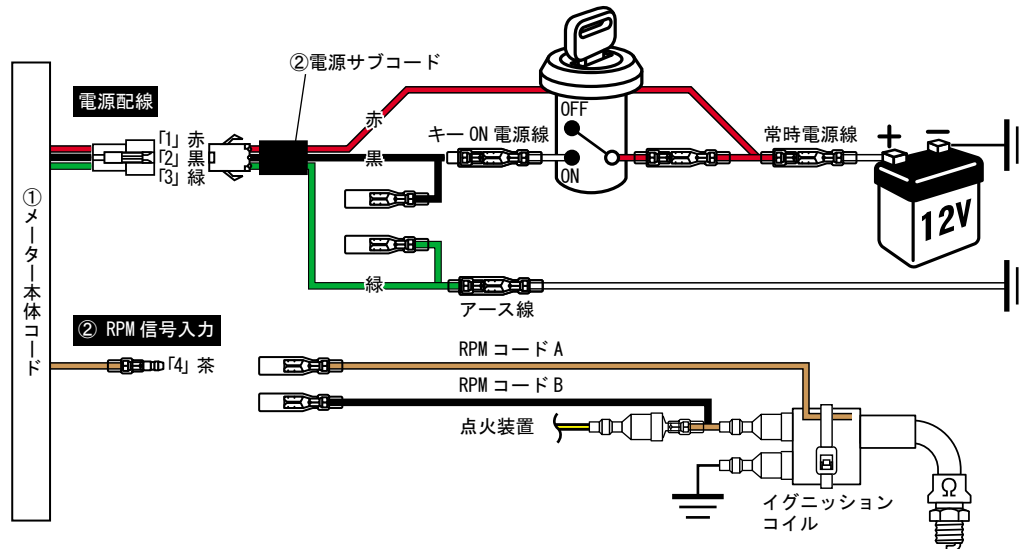 ②電源サブコード
電源配線
「1」赤
「2」黒
「3」緑
赤
黒
キー ON 電源線
OFF
ON
常時電源線
+ −
12V
緑
アース線
①メーター本体コード
② RPM 信号入力
「4」茶
RPM コード A
RPM コード B
点火装置
イグニッション
コイル
Ω